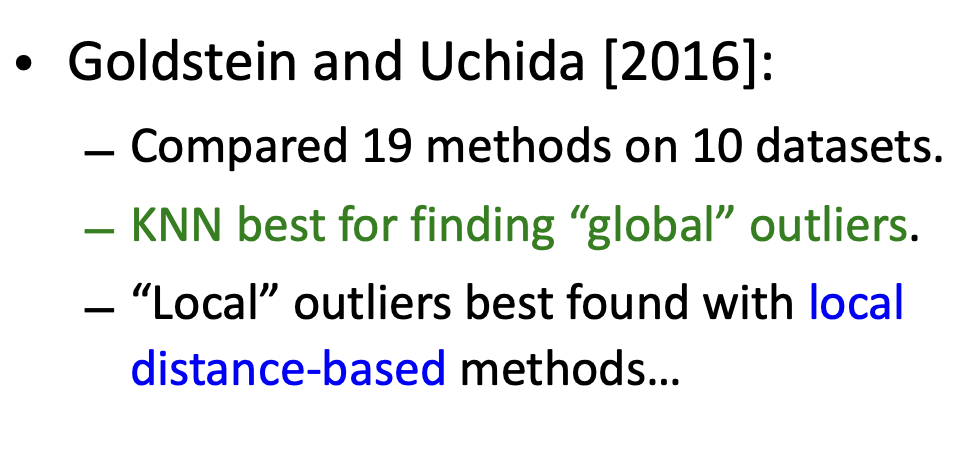 • Goldstein and Uchida [2016]:
– Compared 19 methods on 10 datasets.
– KNN best for finding “global” outliers.
– “Local” outliers best found with local
distance-based methods…